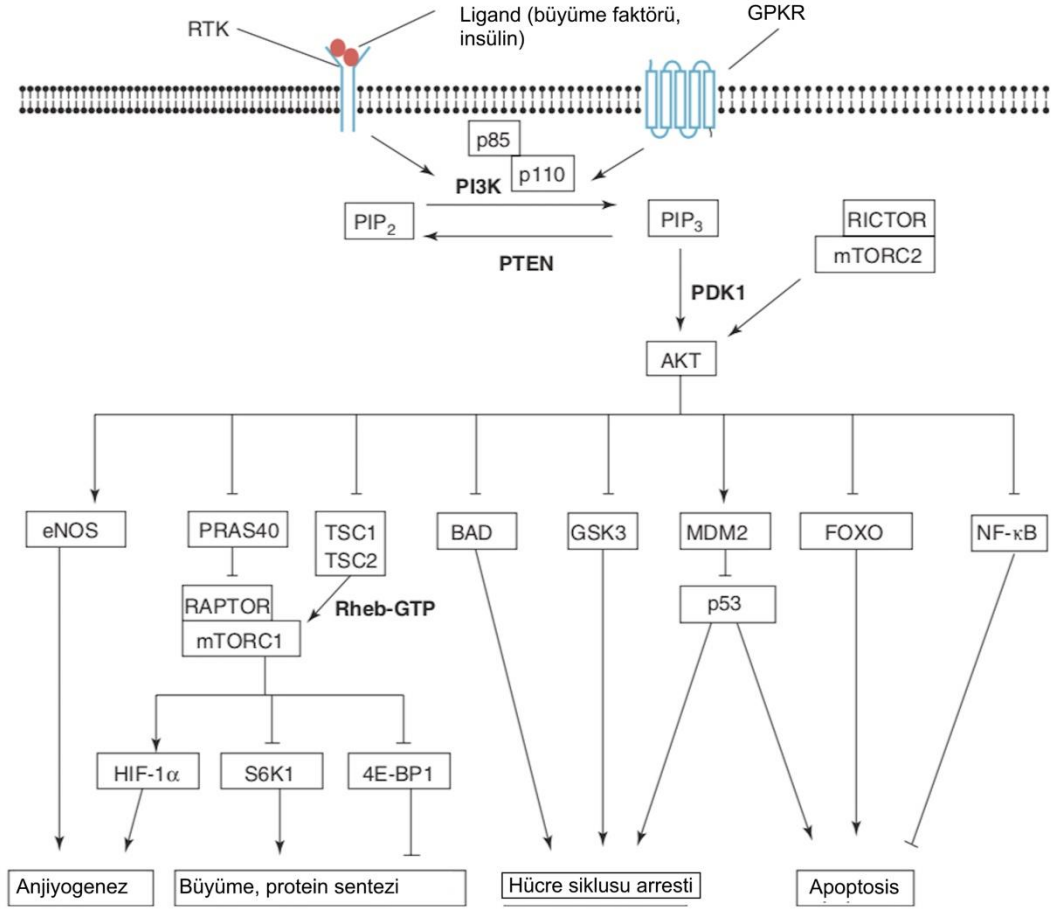 RTK
Ligand (büyüme faktörü,
insülin)
GPKR
p85
p110
PI3K
PIP2
PIP3
PTEN
RICTOR
mTORC2
PDK1
AKT
eNOS
PRAS40
TSC1
TSC2
BAD
GSK3
MDM2
FOXO
NF-κB
RAPTOR
mTORC1
Rheb-GTP
p53
HIF-1α
S6K1
4E-BP1
Anjiyogenez
Büyüme, protein sentezi
Hücre siklusu arresti
Apoptosis